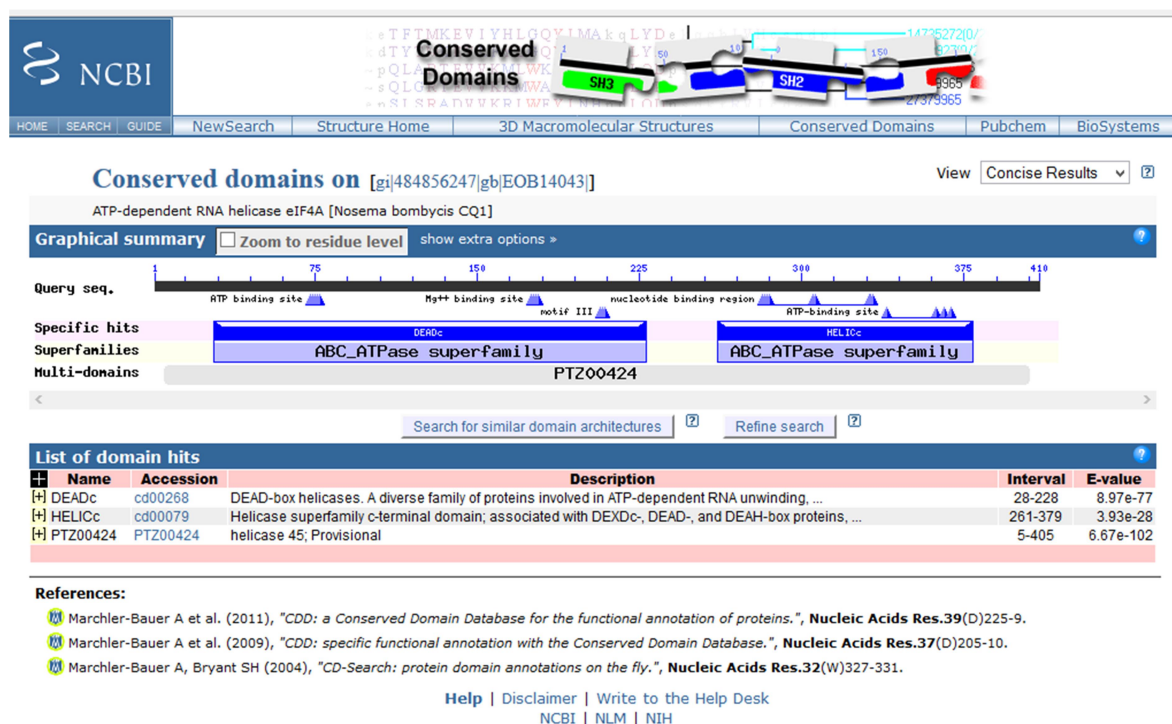 NCBI
Conserved
Domains
SH3
SH2
HOME SEARCH GUIDE NewSearch Structure Home 3D Macromolecular Structures Conserved Domains Pubchem BioSystems
Conserved domains on [gi|484856247|gb|EOB14043|]
View Concise Results
ATP-dependent RNA helicase eIF4A [Nosema bombycis CQ1]
Graphical summary Zoom to residue level show extra options »
1 75 150 225 300 375 410
Query seq.
ATP binding site Mg++ binding site nucleotide binding region
motif III ATP-binding site
Specific hits DEADc HELICc
Superfamilies ABC_ATPase superfamily ABC_ATPase superfamily
Multi-domains PTZ00424
Search for similar domain architectures ? Refine search ?
List of domain hits ?
+ Name Accession Description Interval E-value
[+] DEADc cd00268 DEAD-box helicases. A diverse family of proteins involved in ATP-dependent RNA unwinding, ... 28-228 8.97e-77
[+] HELICc cd00079 Helicase superfamily c-terminal domain; associated with DEXDc-, DEAD-, and DEAH-box proteins, ... 261-379 3.93e-28
[+] PTZ00424 PTZ00424 helicase 45; Provisional 5-405 6.67e-102
References:
Marchler-Bauer A et al. (2011), "CDD: a Conserved Domain Database for the functional annotation of proteins.", Nucleic Acids Res.39(D)225-9.
Marchler-Bauer A et al. (2009), "CDD: specific functional annotation with the Conserved Domain Database.", Nucleic Acids Res.37(D)205-10.
Marchler-Bauer A, Bryant SH (2004), "CD-Search: protein domain annotations on the fly.", Nucleic Acids Res.32(W)327-331.
Help | Disclaimer | Write to the Help Desk
NCBI | NLM | NIH